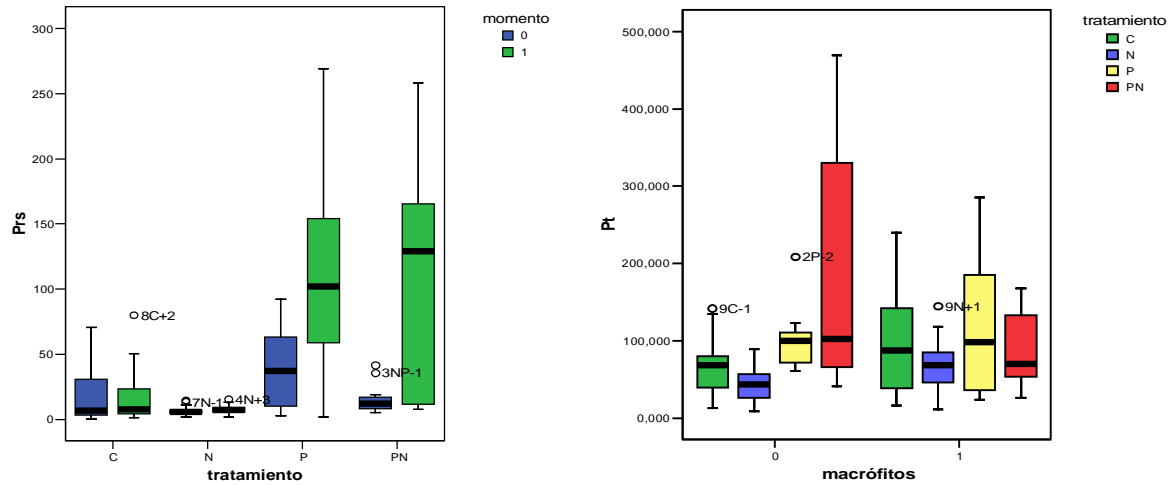 momento
0
1
300
250
200
150
100
50
0
Prs
8C+2
7N-1
4N+3
3NP-1
C
N
P
PN
tratamiento
tratamiento
C
N
P
PN
500,000
400,000
300,000
200,000
100,000
0,000
Pt
9C-1
2P-2
9N+1
0
1
macrófitos